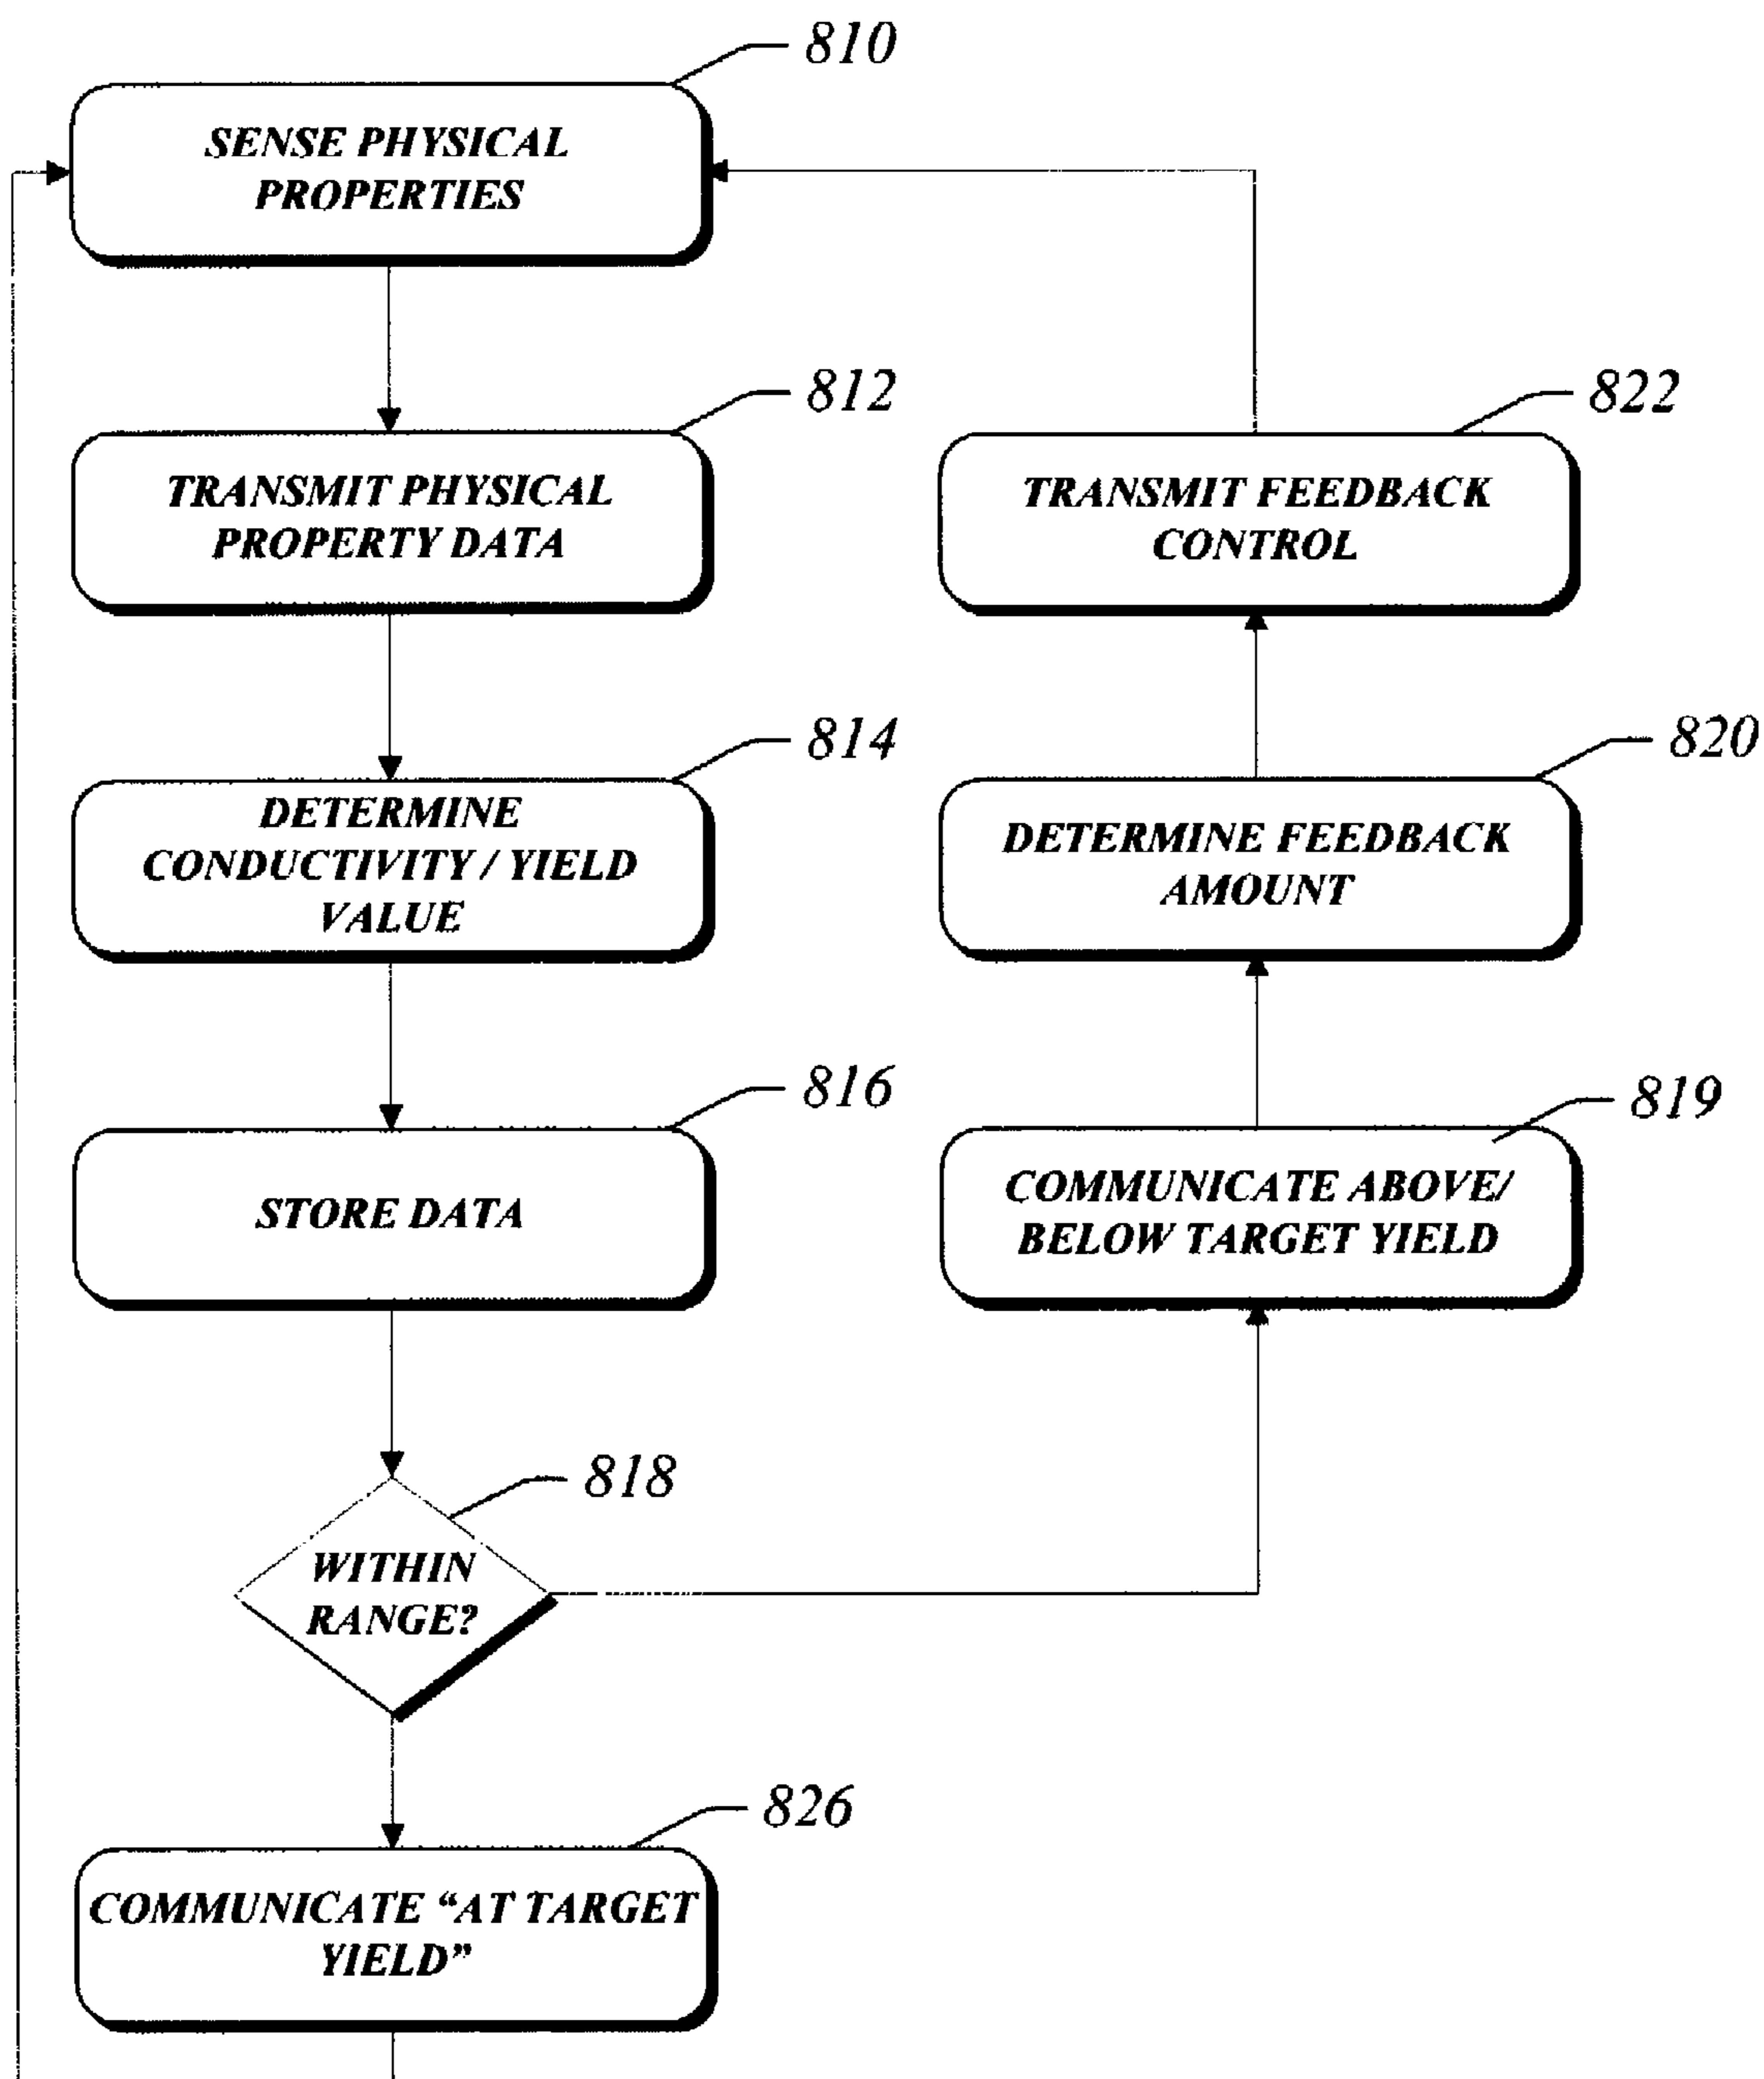 810
SENSE PHYSICAL
PROPERTIES
812
TRANSMIT PHYSICAL
PROPERTY DATA
822
TRANSMIT FEEDBACK
CONTROL
814
DETERMINE
CONDUCTIVITY / YIELD
VALUE
820
DETERMINE FEEDBACK
AMOUNT
816
STORE DATA
819
COMMUNICATE ABOVE/
BELOW TARGET YIELD
818
WITHIN
RANGE?
826
COMMUNICATE “AT TARGET
YIELD”